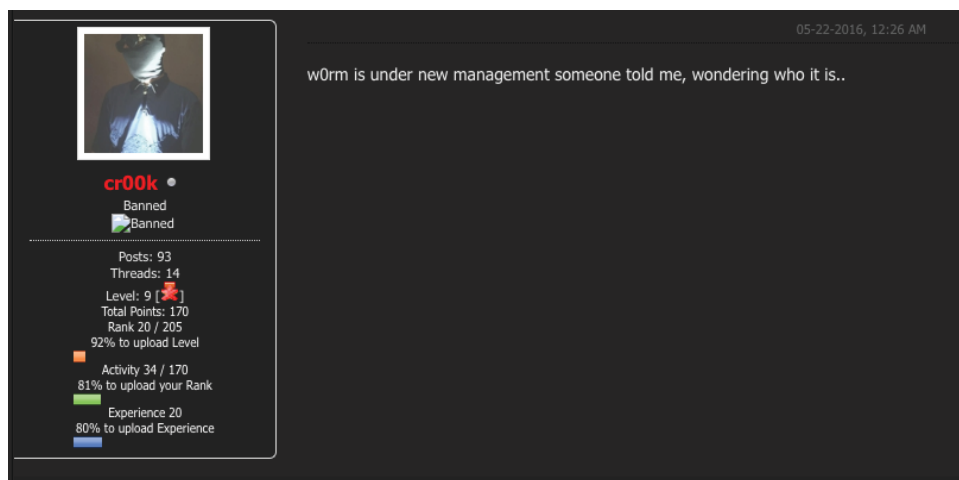 05-22-2016, 12:26 AM
w0rm is under new management someone told me, wondering who it is..
cr00k
Banned
Banned
Posts: 93
Threads: 14
Level: 9 [ ]
Total Points: 170
Rank 20 / 205
92% to upload Level
Activity 34 / 170
81% to upload your Rank
Experience 20
80% to upload Experience